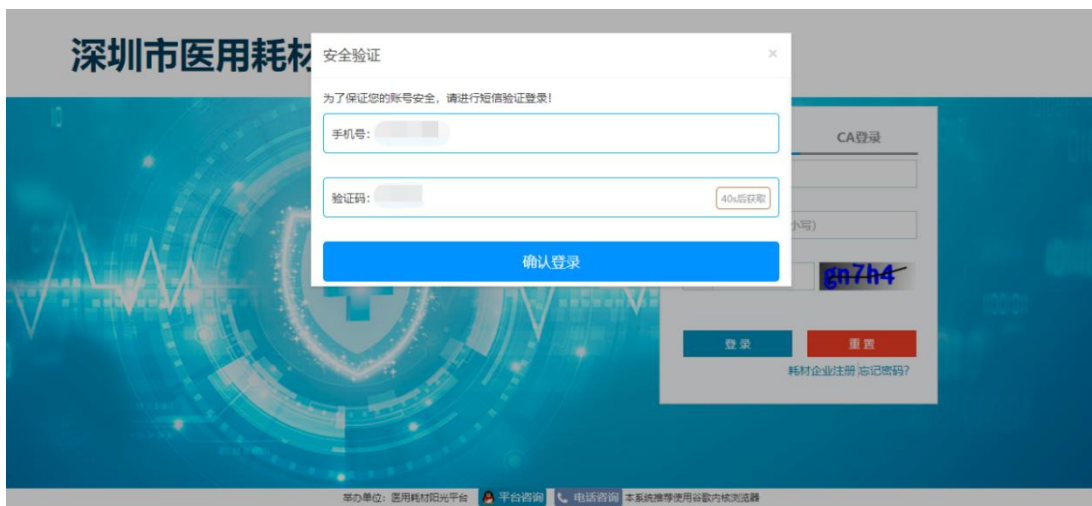 深圳市医用耗材
安全验证
×
为了保证您的账号安全，请进行短信验证登录！
手机号：
验证码：
40s后获取
确认登录
CA登录
小写)
gn7h4
登 录
重 置
耗材企业注册|忘记密码?
举办单位：医用耗材阳光平台 平台咨询 电话咨询 本系统推荐使用谷歌内核浏览器